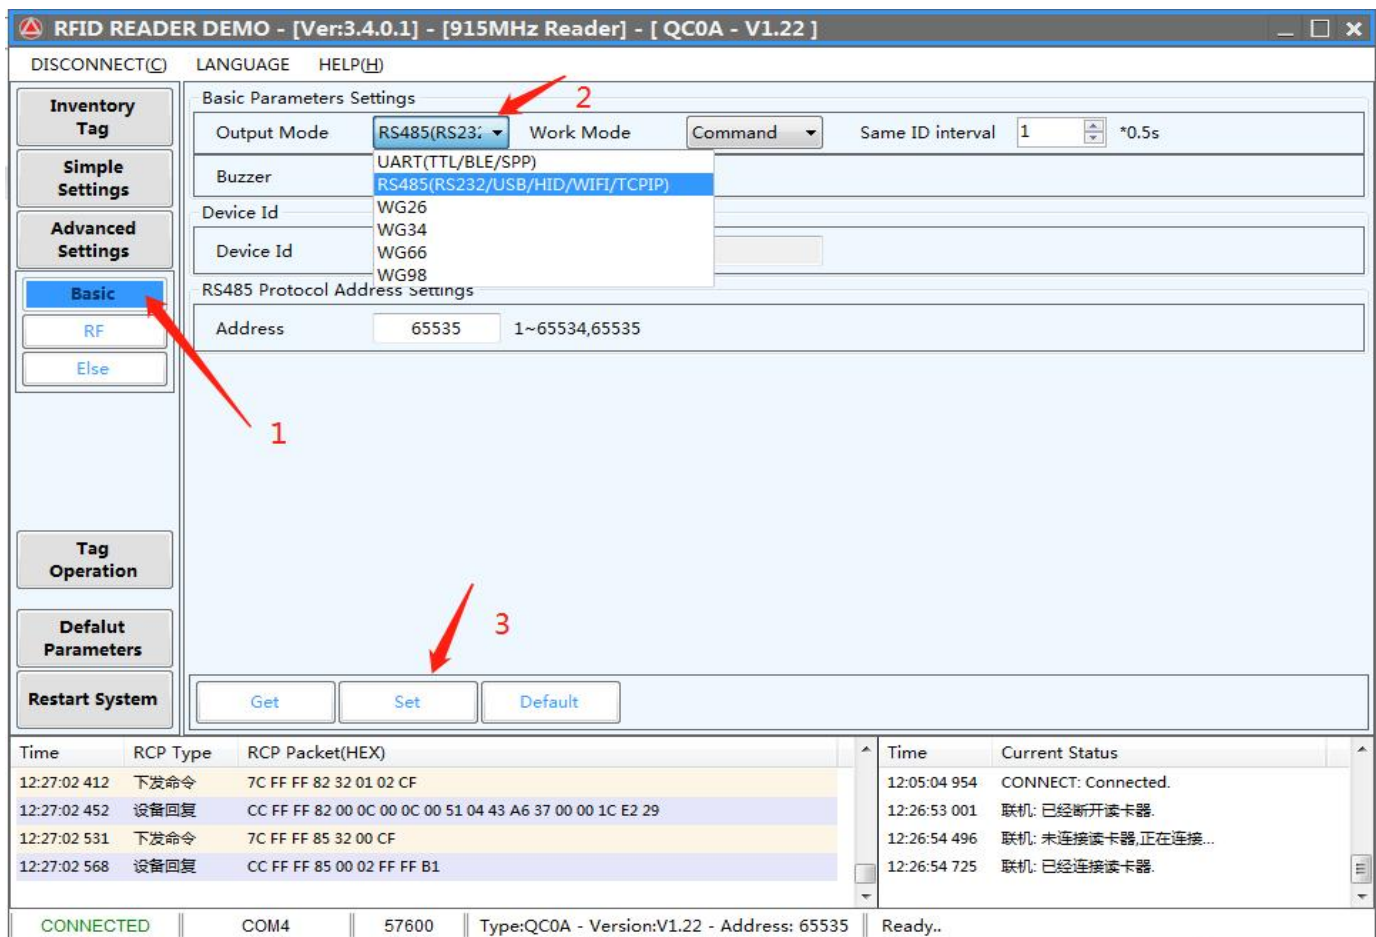 RFID READER DEMO - [Ver:3.4.0.1] - [915MHz Reader] - [ QC0A - V1.22 ]
DISCONNECT(C) LANGUAGE HELP(H)
Inventory
Tag
Simple
Settings
Advanced
Settings
Basic
RF
Else
Tag
Operation
Defalut
Parameters
Restart System
Basic Parameters Settings
2
Output Mode RS485(RS232 Work Mode Command Same ID interval 1 *0.5s
UART(TTL/BLE/SPP)
Buzzer
RS485(RS232/USB/HID/WIFI/TCPIP)
WG26
Device Id
WG34
Device Id
WG66
WG98
RS485 Protocol Address Settings
Address 65535 1~65534,65535
1
3
Get Set Default
Time RCP Type RCP Packet(HEX)
12:27:02 412 下发命令 7C FF FF 82 32 01 02 CF
12:27:02 452 设备回复 CC FF FF 82 00 0C 00 0C 00 51 04 43 A6 37 00 00 1C E2 29
12:27:02 531 下发命令 7C FF FF 85 32 00 CF
12:27:02 568 设备回复 CC FF FF 85 00 02 FF FF B1
Time Current Status
12:05:04 954 CONNECT: Connected.
12:26:53 001 联机: 已经断开读卡器.
12:26:54 496 联机: 未连接读卡器,正在连接...
12:26:54 725 联机: 已经连接读卡器.
CONNECTED COM4 57600 Type:QC0A - Version:V1.22 - Address: 65535 Ready..